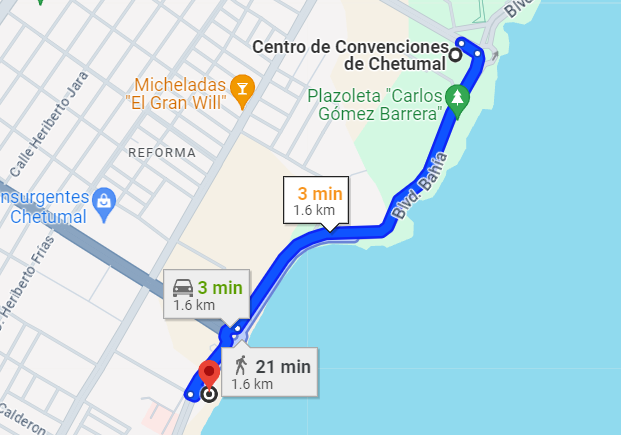 Blvd.
Centro de Convenciones
de Chetumal
Micheladas
"El Gran Will"
Plazoleta "Carlos
Gómez Barrera"
Calle Heriberto Jara
REFORMA
3 min
1.6 km
Blvd. Bahía
nsurgentes
Chetumal
Heriberto Frías
3 min
1.6 km
21 min
1.6 km
Calderon